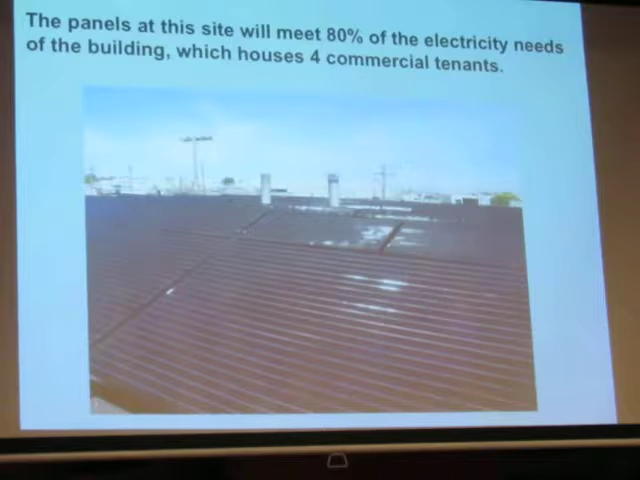 The panels at this site will meet 80% of the electricity needs
of the building, which houses 4 commercial tenants.